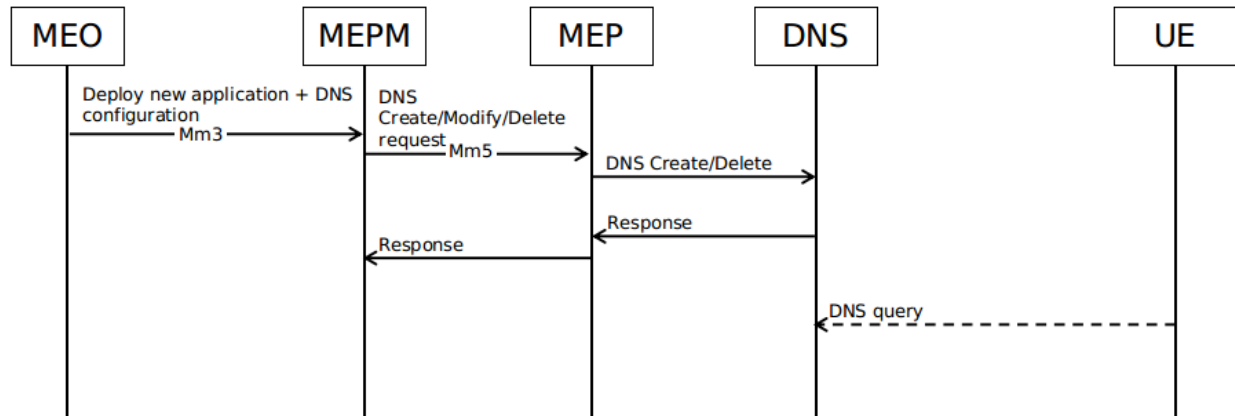 MEO
MEPM
MEP
DNS
UE
Deploy new application + DNS
configuration
Mm3
DNS
Create/Modify/Delete
request
Mm5
DNS Create/Delete
Response
Response
DNS query